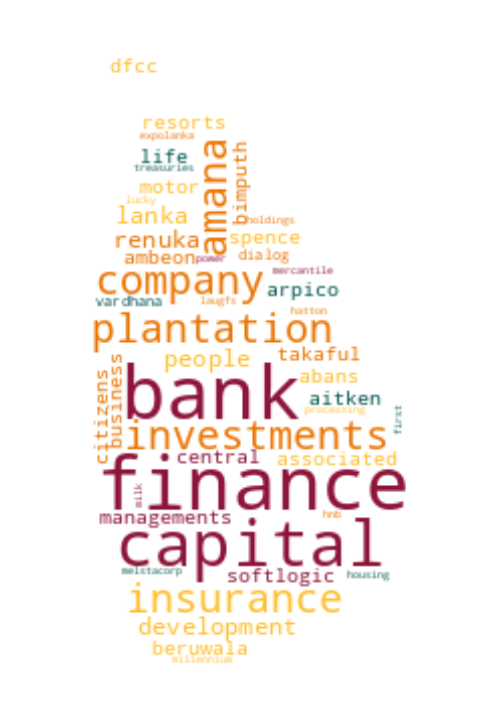 dfcc
resorts
expolanka
life
treasuries
amana
bimputh
motor
lucky
lanka
holdings
renuka
spence
ambeon
power
dialog
mercantile
company
arpico
vardhana
laugfs
hatton
plantation
people
takaful
citizens
business
bank
abans
aitken
processing
first
investments
central
associated
finance
milk
managements
hnb
capital
melstacorp
softlogic
housing
insurance
development
beruwala
millennium